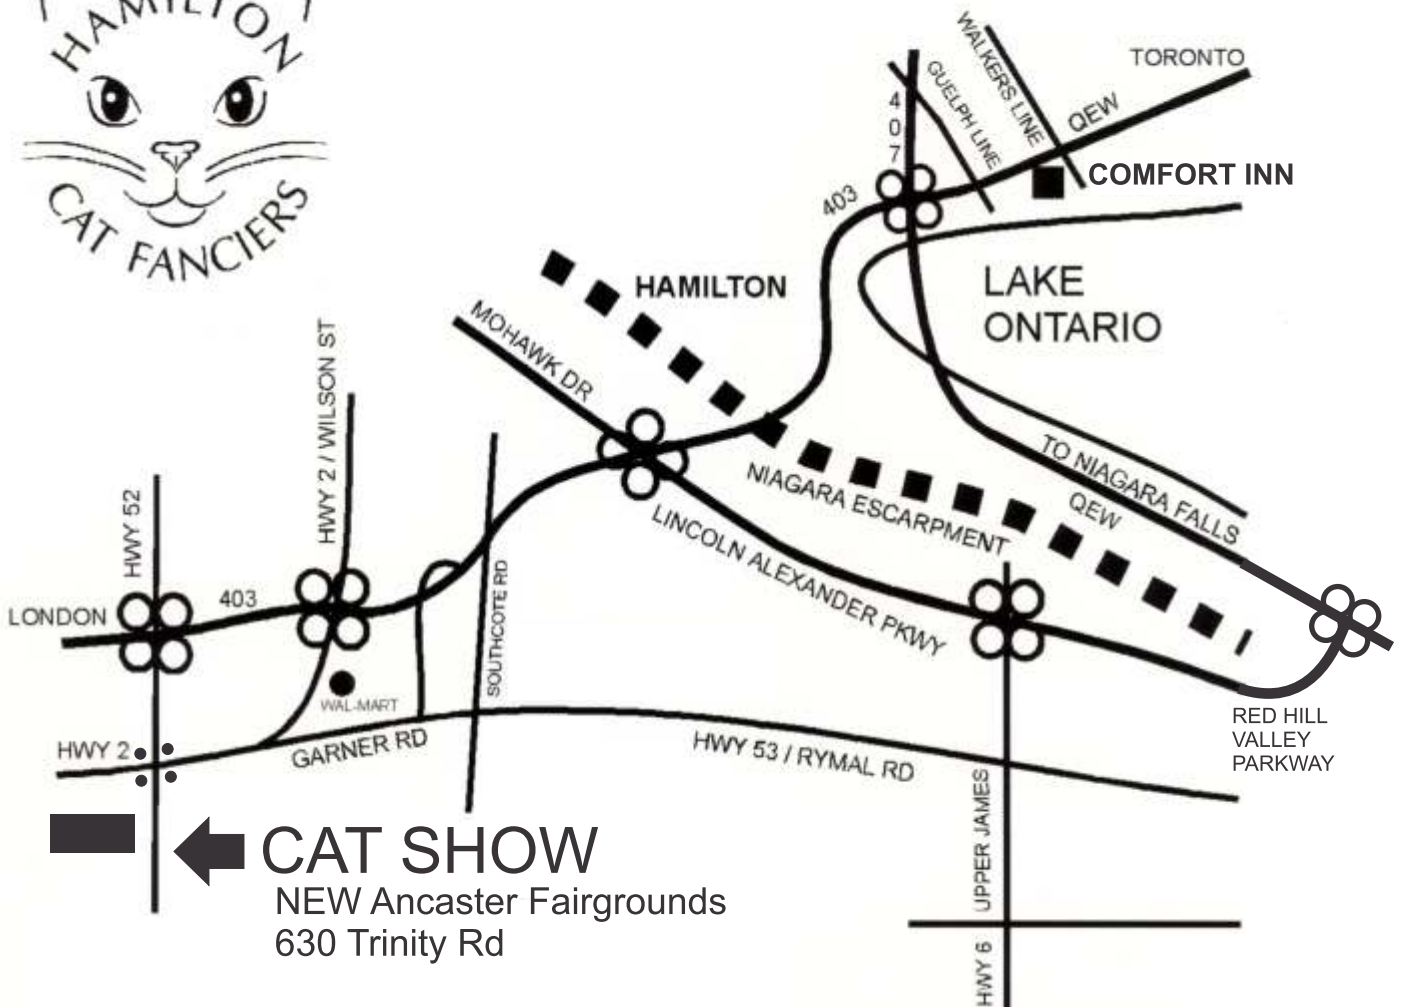 HAMILTON
CAT FANCIERS
WALKERS LINE
TORONTO
GUELPH LINE
QEW
407
COMFORT INN
403
HAMILTON
LAKE
ONTARIO
MOHAWK DR
HWY 2 / WILSON ST
TO NIAGARA FALLS
QEW
NIAGARA ESCARPMENT
HWY 52
LINCOLN ALEXANDER PKWY
SOUTHCOTE RD
403
LONDON
WAL-MART
RED HILL
VALLEY
PARKWAY
HWY 2
GARNER RD
HWY 53 / RYMAL RD
UPPER JAMES
CAT SHOW
NEW Ancaster Fairgrounds
630 Trinity Rd
HWY 6